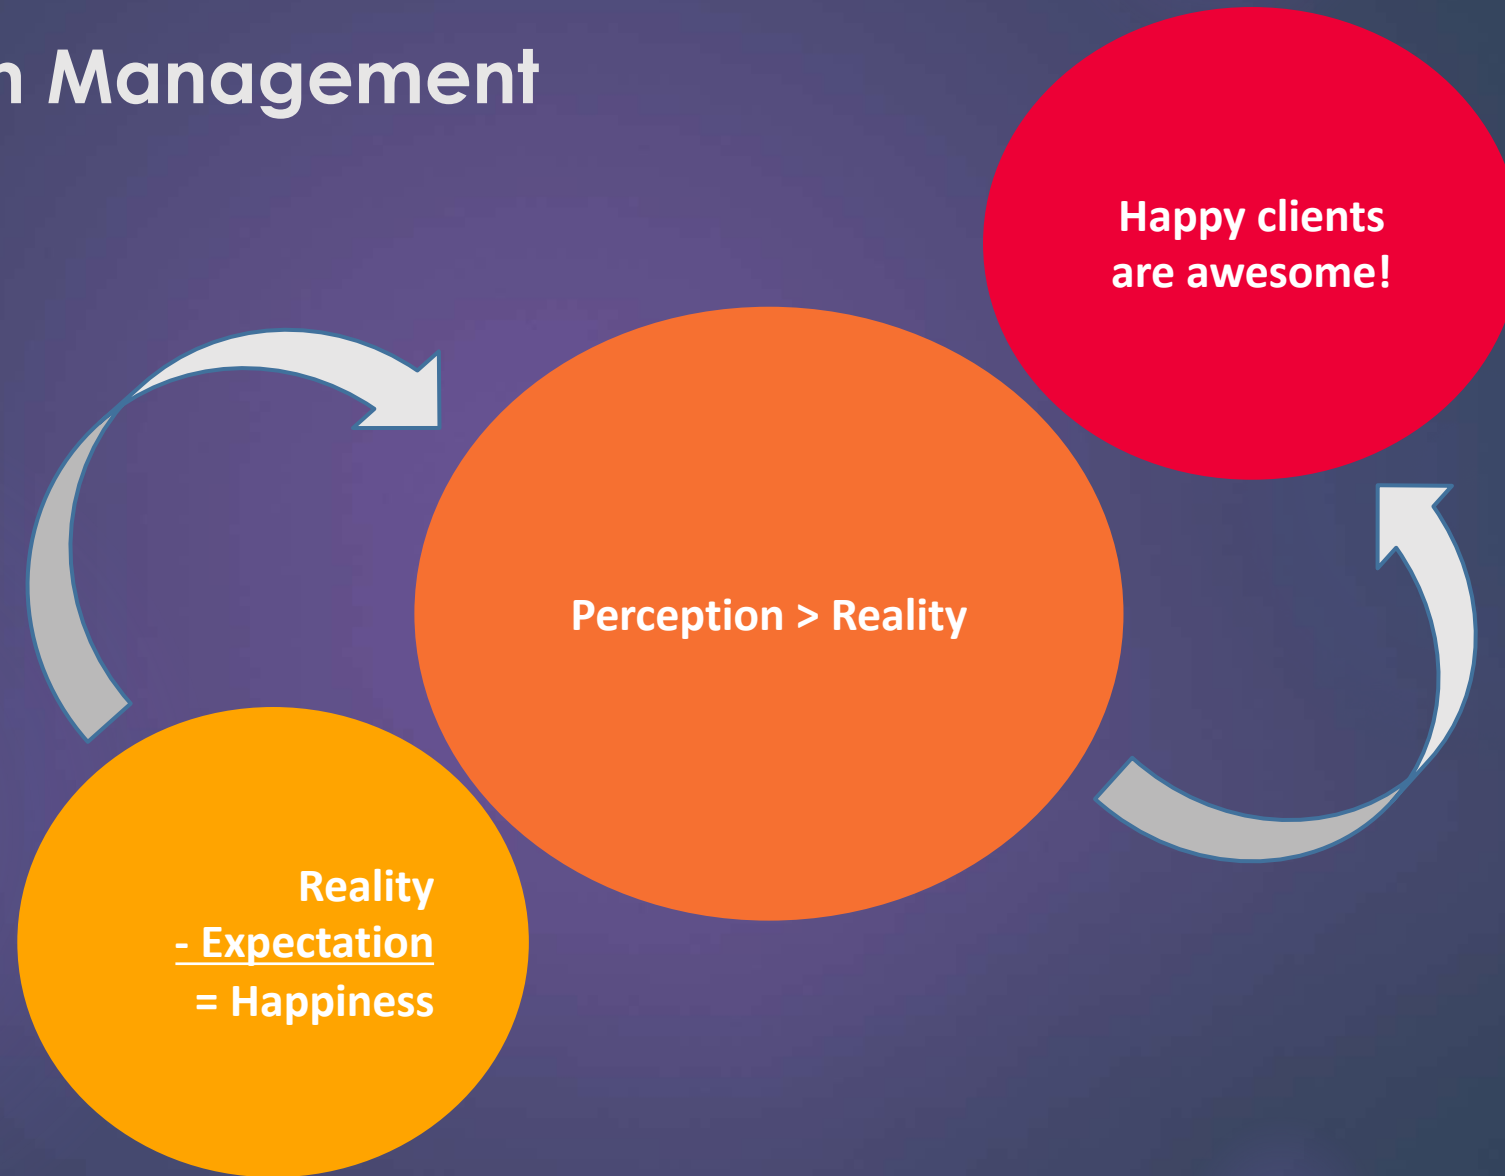 n Management
Happy clients
are awesome!
Perception > Reality
Reality
- Expectation
= Happiness